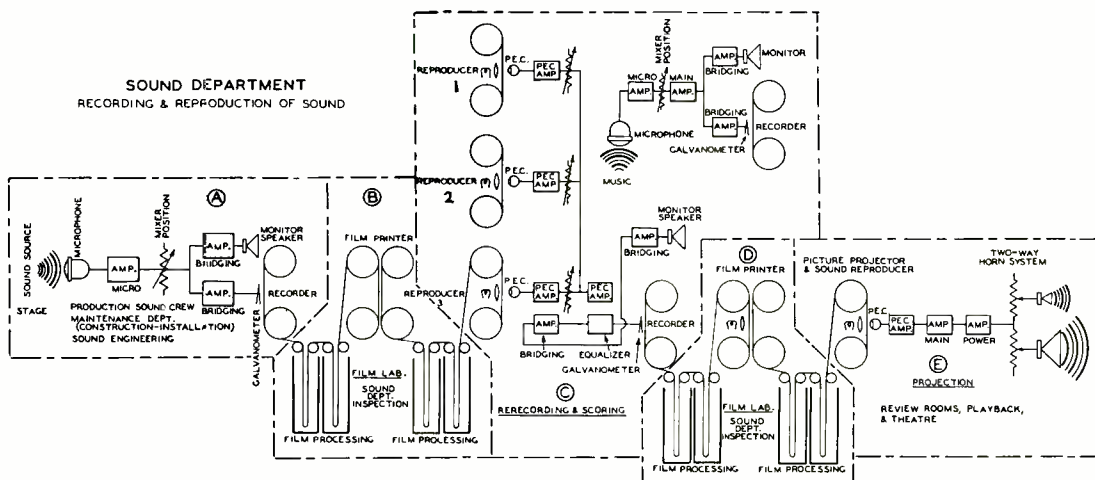 SOUND DEPARTMENT
RECORDING & REPRODUCTION OF SOUND
A
SOUND SOURCE
MICROPHONE
MIXER POSITION
AMP.
MICRO
AMP.
BRIDGING
MONITOR SPEAKER
AMP.
BRIDGING
RECORDER
GALVANOMETER
STAGE
PRODUCTION SOUND CREW
MAINTENANCE DEPT.
(CONSTRUCTION-INSTALLATION)
SOUND ENGINEERING
B
FILM PRINTER
FILM LAB.
SOUND
DEPT.
INSPECTION
FILM PROCESSING
FILM PROCESSING
REPRODUCER
1
P.E.C.
PEC
AMP
REPRODUCER
2
P.E.C.
PEC
AMP
REPRODUCER
3
P.E.C.
PEC
AMP
PEC
AMP
MICROPHONE
MUSIC
MICRO
AMP.
MIXER
POSITION
MAIN
AMP.
AMP.
BRIDGING
MONITOR
BRIDGING
AMP.
RECORDER
GALVANOMETER
MONITOR
SPEAKER
AMP
BRIDGING
AMP.
BRIDGING
EQUALIZER
RECORDER
GALVANOMETER
C
RERECORDING & SCORING
D
FILM PRINTER
FILM LAB.
SOUND
DEPT.
INSPECTION
FILM PROCESSING
FILM PROCESSING
PICTURE PROJECTOR
& SOUND REPRODUCER
P.E.C.
PEC
AMP
AMP
MAIN
AMP
POWER
TWO-WAY
HORN SYSTEM
E
PROJECTION
REVIEW ROOMS, PLAYBACK,
& THEATRE